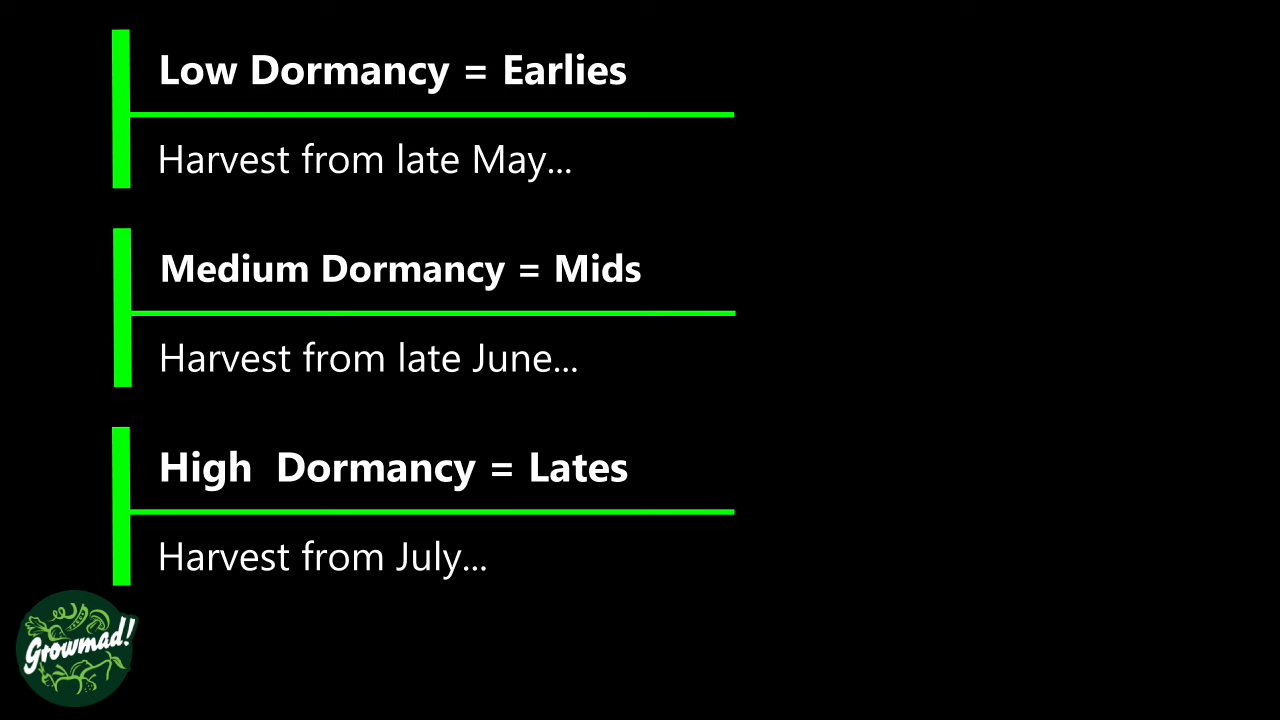 Low Dormancy = Earlies
Harvest from late May...
Medium Dormancy = Mids
Harvest from late June...
High  Dormancy = Lates
Harvest from July...
Growmad!